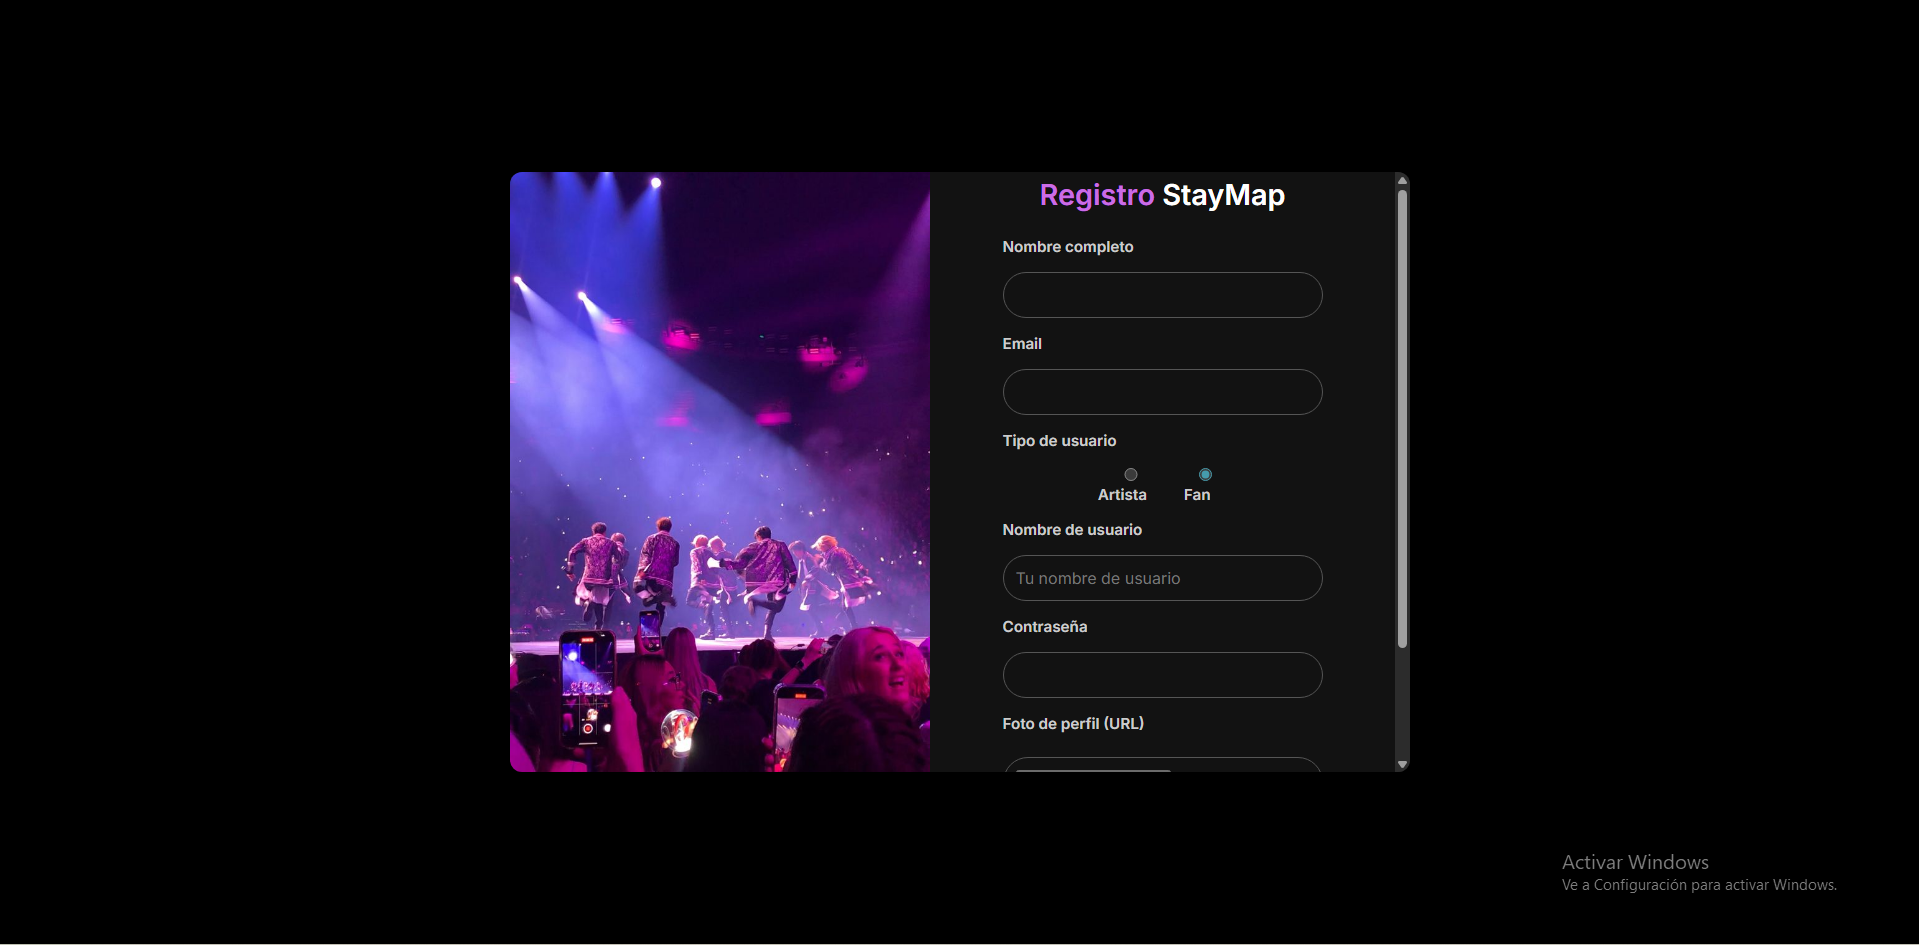 Registro StayMap
Nombre completo
Email
Tipo de usuario
Artista Fan
Nombre de usuario
Tu nombre de usuario
Contraseña
Foto de perfil (URL)
Activar Windows
Ve a Configuración para activar Windows.